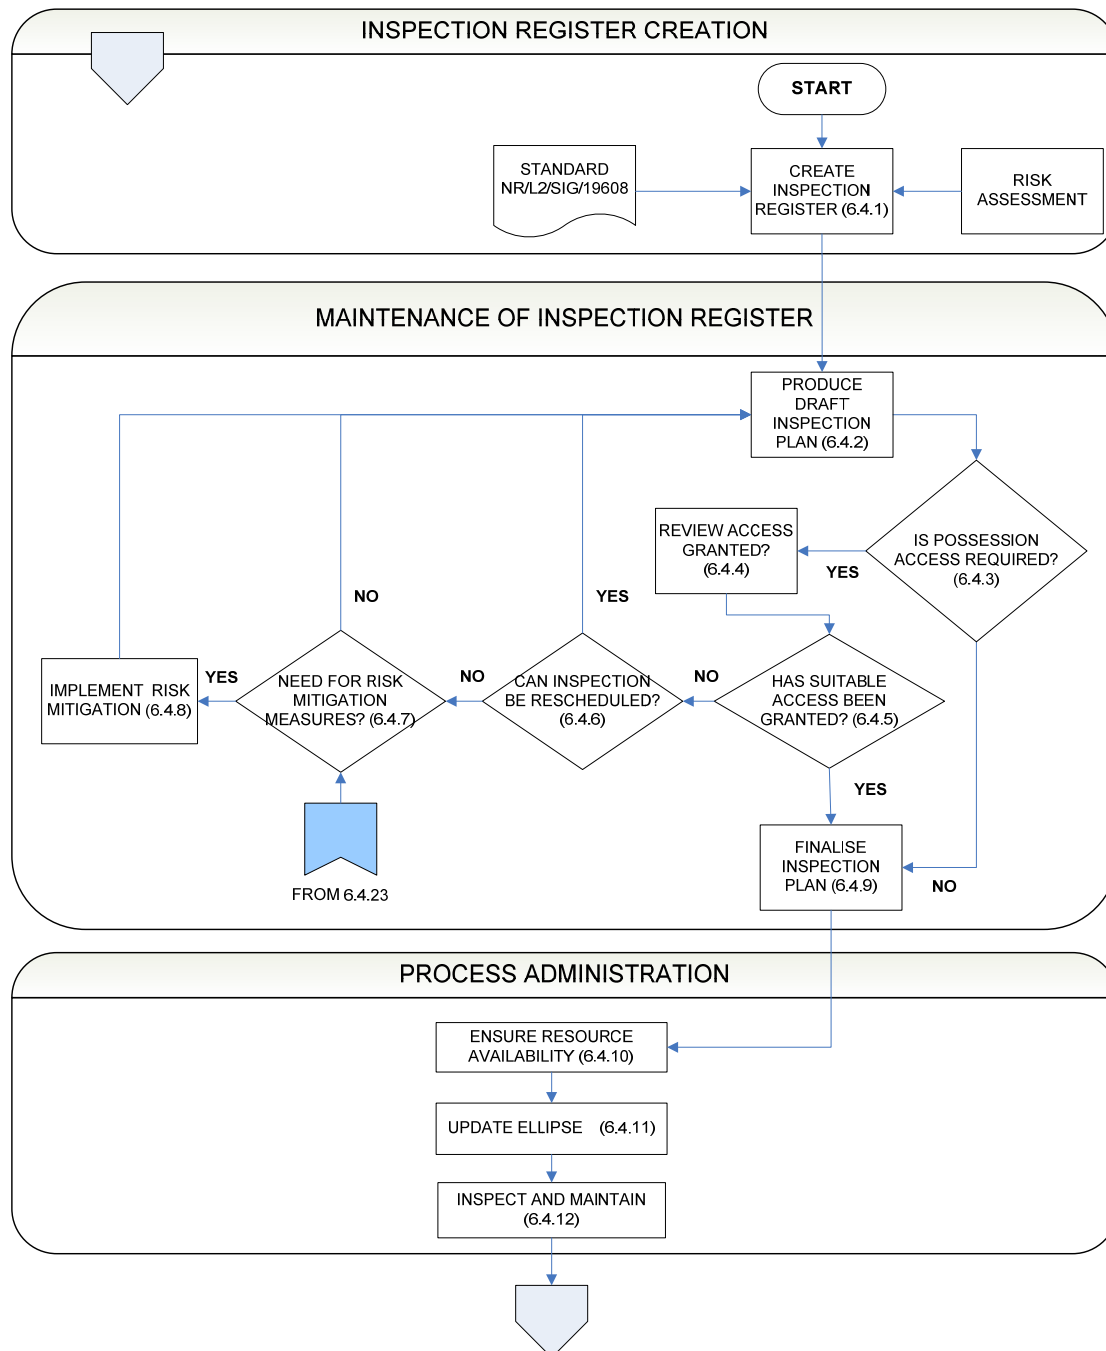 INSPECTION REGISTER CREATION
START
STANDARD
NR/L2/SIG/19608
CREATE
INSPECTION
REGISTER (6.4.1)
RISK
ASSESSMENT
MAINTENANCE OF INSPECTION REGISTER
PRODUCE
DRAFT
INSPECTION
PLAN (6.4.2)
IS POSSESSION
ACCESS REQUIRED?
(6.4.3)
YES
REVIEW ACCESS
GRANTED?
(6.4.4)
NO
YES
HAS SUITABLE
ACCESS BEEN
GRANTED? (6.4.5)
NO
CAN INSPECTION
BE RESCHEDULED?
(6.4.6)
NO
NEED FOR RISK
MITIGATION
MEASURES? (6.4.7)
YES
IMPLEMENT RISK
MITIGATION (6.4.8)
YES
FINALISE
INSPECTION
PLAN (6.4.9)
NO
FROM 6.4.23
PROCESS ADMINISTRATION
ENSURE RESOURCE
AVAILABILITY (6.4.10)
UPDATE ELLIPSE (6.4.11)
INSPECT AND MAINTAIN
(6.4.12)